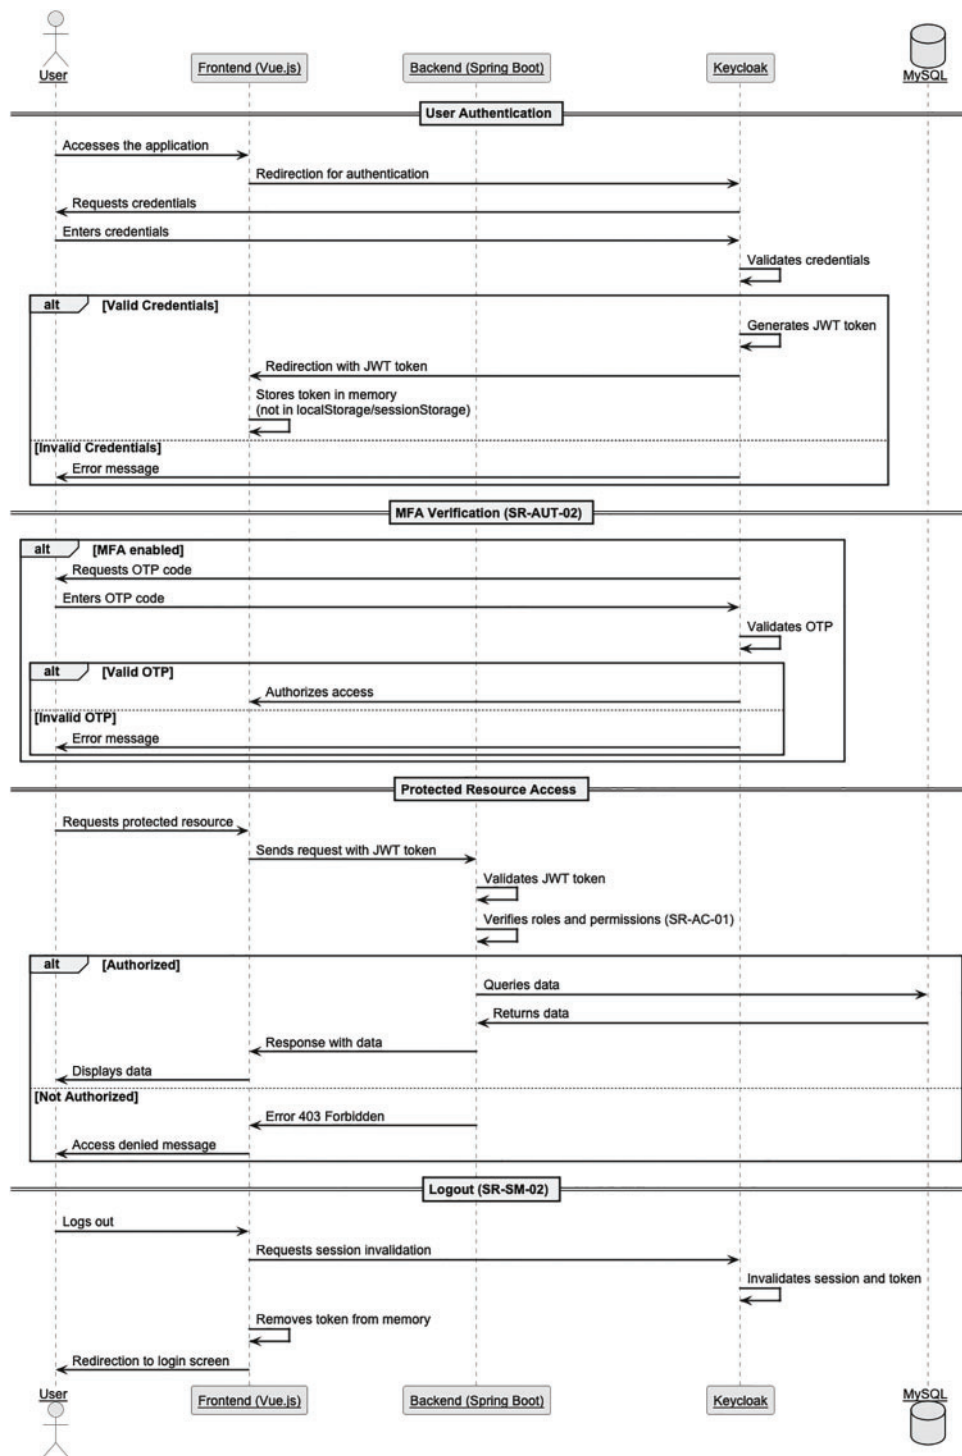 User
Frontend (Vue.js)
Backend (Spring Boot)
Keycloak
MySQL
User Authentication
Accesses the application
Redirection for authentication
Requests credentials
Enters credentials
Validates credentials
alt
[Valid Credentials]
Generates JWT token
Redirection with JWT token
Stores token in memory
(not in localStorage/sessionStorage)
[Invalid Credentials]
Error message
MFA Verification (SR-AUT-02)
alt
[MFA enabled]
Requests OTP code
Enters OTP code
Validates OTP
alt
[Valid OTP]
Authorizes access
[Invalid OTP]
Error message
Protected Resource Access
Requests protected resource
Sends request with JWT token
Validates JWT token
Verifies roles and permissions (SR-AC-01)
alt
[Authorized]
Queries data
Returns data
Response with data
Displays data
[Not Authorized]
Error 403 Forbidden
Access denied message
Logout (SR-SM-02)
Logs out
Requests session invalidation
Invalidates session and token
Removes token from memory
Redirection to login screen
User
Frontend (Vue.js)
Backend (Spring Boot)
Keycloak
MySQL